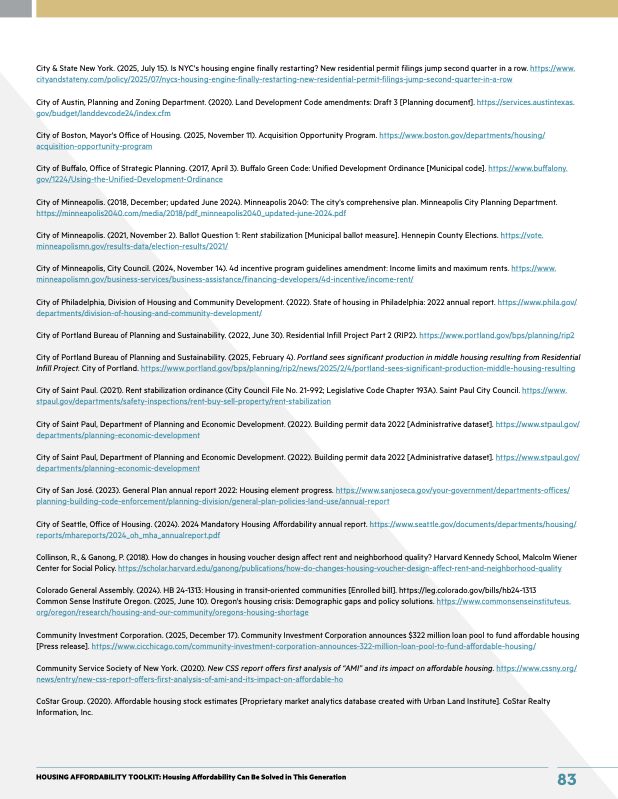 City & State New York. (2025, July 15). Is NYC's housing engine finally restarting? New residential permit filings jump second quarter in a row. https://www.
cityandstateny.com/policy/2025/07/nycs-housing-engine-finally-restarting-new-residential-permit-filings-jump-second-quarter-in-a-row
City of Austin, Planning and Zoning Department. (2020). Land Development Code amendments: Draft 3 [Planning document]. https://services.austintexas.
gov/budget/landdevcode24/index.cfm
City of Boston, Mayor's Office of Housing. (2025, November 11). Acquisition Opportunity Program. https://www.boston.gov/departments/housing/
acquisition-opportunity-program
City of Buffalo, Office of Strategic Planning. (2017, April 3). Buffalo Green Code: Unified Development Ordinance [Municipal code]. https://www.buffalony.
gov/1224/Using-the-Unified-Development-Ordinance
City of Minneapolis. (2018, December; updated June 2024). Minneapolis 2040: The city's comprehensive plan. Minneapolis City Planning Department.
https://minneapolis2040.com/media/2018/pdf_minneapolis2040_updated-june-2024.pdf
City of Minneapolis. (2021, November 2). Ballot Question 1: Rent stabilization [Municipal ballot measure]. Hennepin County Elections. https://vote.
minneapolismn.gov/results-data/election-results/2021/
City of Minneapolis, City Council. (2024, November 14). 4d incentive program guidelines amendment: Income limits and maximum rents. https://www.
minneapolismn.gov/business-services/business-assistance/financing-developers/4d-incentive/income-rent/
City of Philadelphia, Division of Housing and Community Development. (2022). State of housing in Philadelphia: 2022 annual report. https://www.phila.gov/
departments/division-of-housing-and-community-development/
City of Portland Bureau of Planning and Sustainability. (2022, June 30). Residential Infill Project Part 2 (RIP2). https://www.portland.gov/bps/planning/rip2
City of Portland Bureau of Planning and Sustainability. (2025, February 4). Portland sees significant production in middle housing resulting from Residential
Infill Project. City of Portland. https://www.portland.gov/bps/planning/rip2/news/2025/2/4/portland-sees-significant-production-middle-housing-resulting
City of Saint Paul. (2021). Rent stabilization ordinance (City Council File No. 21-992; Legislative Code Chapter 193A). Saint Paul City Council. https://www.
stpaul.gov/departments/safety-inspections/rent-buy-sell-property/rent-stabilization
City of Saint Paul, Department of Planning and Economic Development. (2022). Building permit data 2022 [Administrative dataset]. https://www.stpaul.gov/
departments/planning-economic-development
City of Saint Paul, Department of Planning and Economic Development. (2022). Building permit data 2022 [Administrative dataset]. https://www.stpaul.gov/
departments/planning-economic-development
City of San José. (2023). General Plan annual report 2022: Housing element progress. https://www.sanjoseca.gov/your-government/departments-offices/
planning-building-code-enforcement/planning-division/general-plan-policies-land-use/annual-report
City of Seattle, Office of Housing. (2024). 2024 Mandatory Housing Affordability annual report. https://www.seattle.gov/documents/departments/housing/
reports/mhareports/2024_oh_mha_annualreport.pdf
Collinson, R., & Ganong, P. (2018). How do changes in housing voucher design affect rent and neighborhood quality? Harvard Kennedy School, Malcolm Wiener
Center for Social Policy. https://scholar.harvard.edu/ganong/publications/how-do-changes-housing-voucher-design-affect-rent-and-neighborhood-quality
Colorado General Assembly. (2024). HB 24-1313: Housing in transit-oriented communities [Enrolled bill]. https://leg.colorado.gov/bills/hb24-1313
Common Sense Institute Oregon. (2025, June 10). Oregon's housing crisis: Demographic gaps and policy solutions. https://www.commonsenseinstituteus.
org/oregon/research/housing-and-our-community/oregons-housing-shortage
Community Investment Corporation. (2025, December 17). Community Investment Corporation announces $322 million loan pool to fund affordable housing
[Press release]. https://www.cicchicago.com/community-investment-corporation-announces-322-million-loan-pool-to-fund-affordable-housing/
Community Service Society of New York. (2020). New CSS report offers first analysis of "AMI" and its impact on affordable housing. https://www.cssny.org/
news/entry/new-css-report-offers-first-analysis-of-ami-and-its-impact-on-affordable-ho
CoStar Group. (2020). Affordable housing stock estimates [Proprietary market analytics database created with Urban Land Institute]. CoStar Realty
Information, Inc.
HOUSING AFFORDABILITY TOOLKIT: Housing Affordability Can Be Solved in This Generation
83